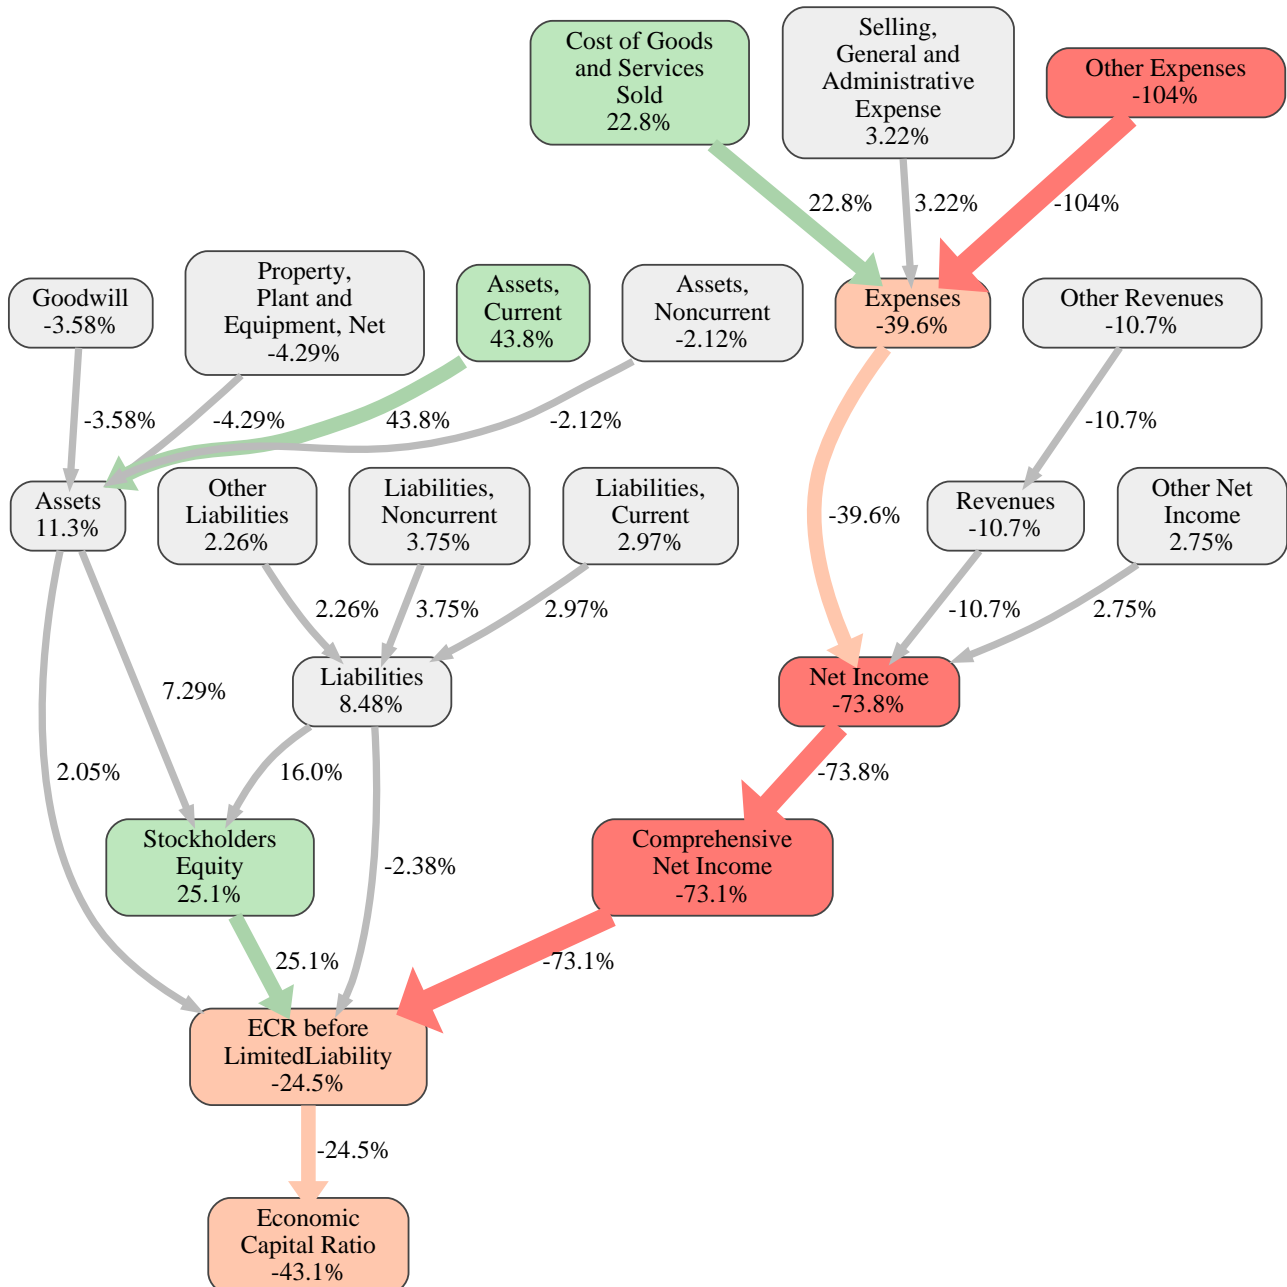 Cost of Goods
and Services
Sold
22.8%
Selling,
General and
Administrative
Expense
3.22%
Other Expenses
-104%
22.8%
3.22%
-104%
Goodwill
-3.58%
Property,
Plant and
Equipment, Net
-4.29%
Assets,
Current
43.8%
Assets,
Noncurrent
-2.12%
Expenses
-39.6%
Other Revenues
-10.7%
-3.58%
-4.29%
43.8%
-2.12%
-10.7%
Assets
11.3%
Other
Liabilities
2.26%
Liabilities,
Noncurrent
3.75%
Liabilities,
Current
2.97%
-39.6%
Revenues
-10.7%
Other Net
Income
2.75%
2.26%
3.75%
2.97%
-10.7%
2.75%
7.29%
Liabilities
8.48%
Net Income
-73.8%
2.05%
16.0%
-2.38%
-73.8%
Stockholders
Equity
25.1%
Comprehensive
Net Income
-73.1%
25.1%
-73.1%
ECR before
LimitedLiability
-24.5%
-24.5%
Economic
Capital Ratio
-43.1%